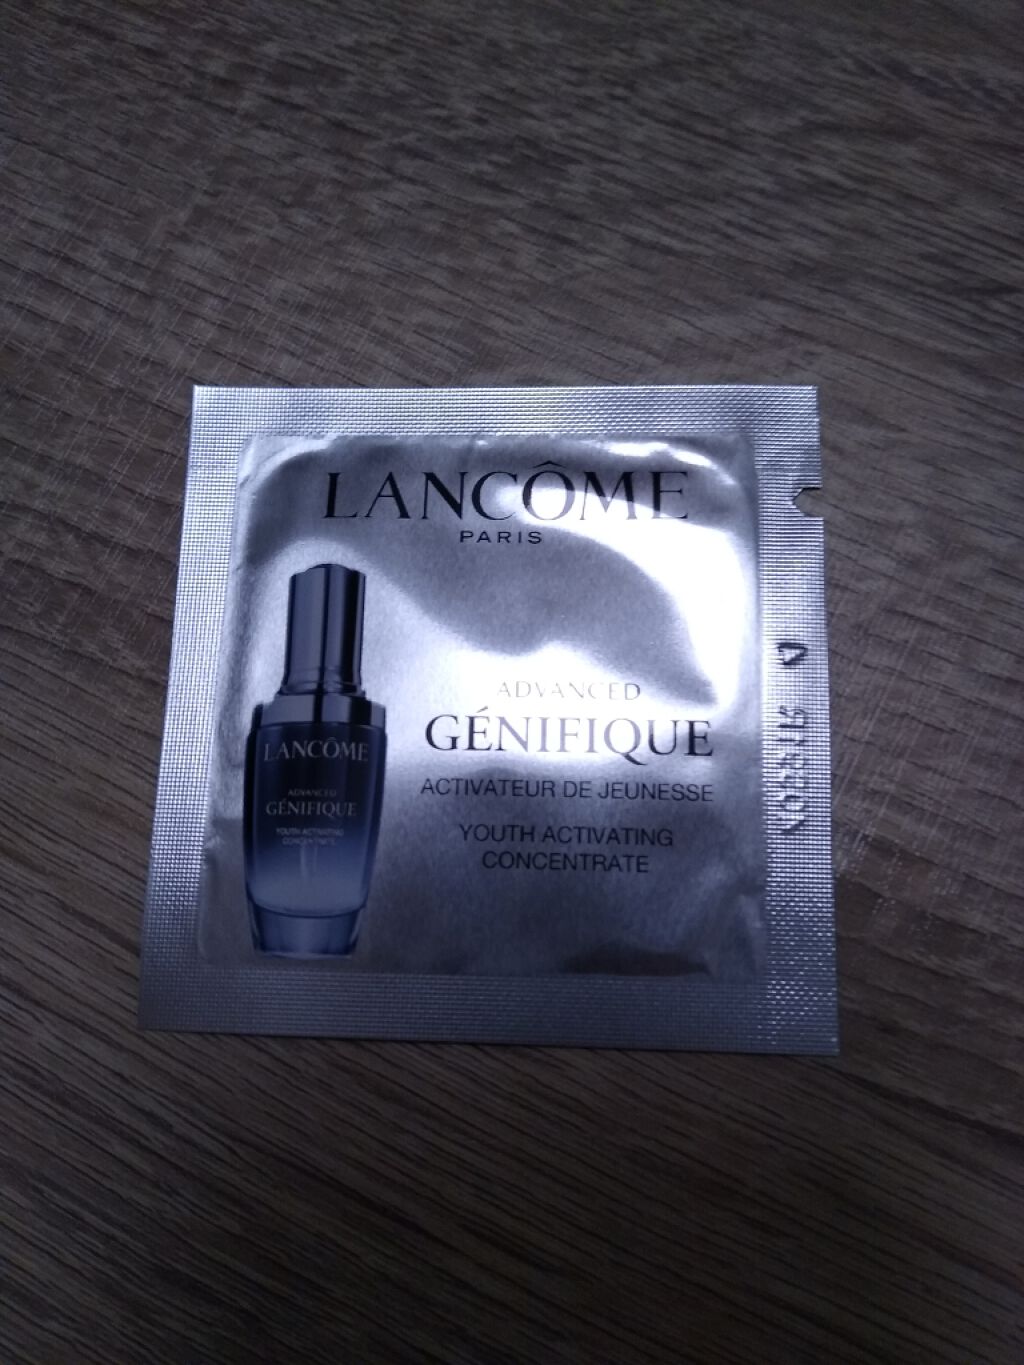 LANCÔME
PARIS
ADVANCED
GÉNIFIQUE
ACTIVATEUR DE JEUNESSE
YOUTH ACTIVATING
CONCENTRATE
LANCÔME
ADVANCED
GÉNIFIQUE
YOUTH ACTIVATING
CONCENTRATE